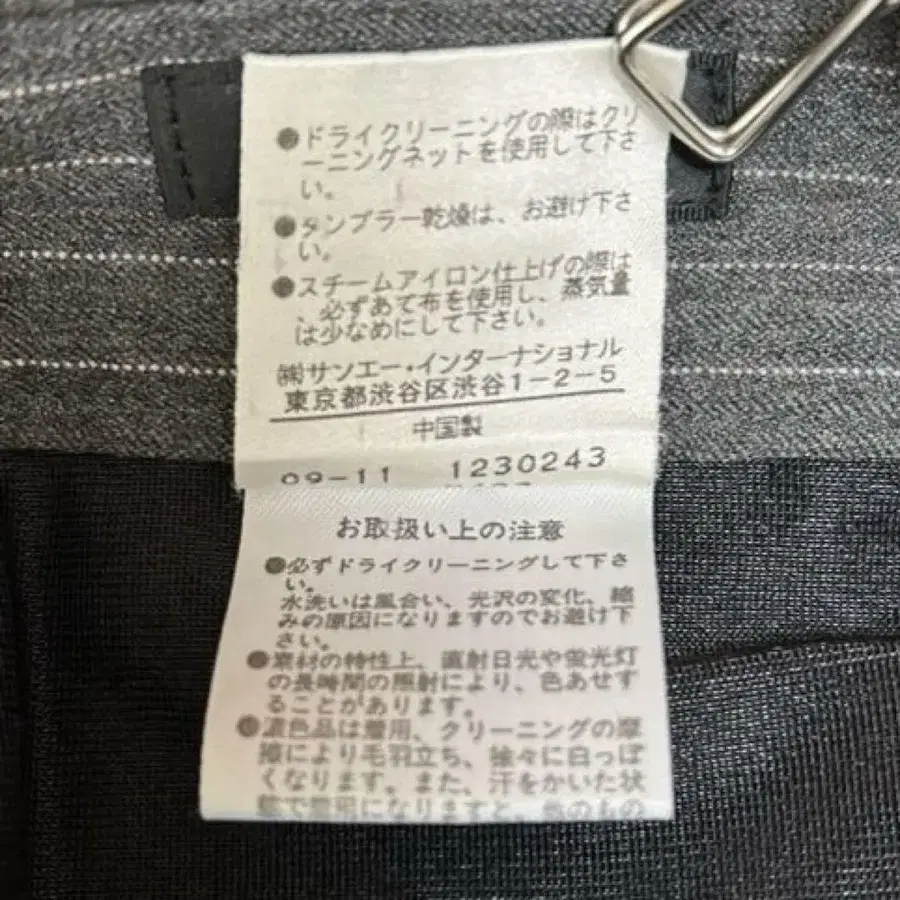 ●ドライクリーニングの際はクリ
ーニングネットを使用して下さ
い。
●タンブラー乾燥は、お避け下さ
い。
●スチームアイロン仕上げの際は
、必ずあて布を使用し、蒸気量
は少なめにして下さい。
㈱サンエー・インターナショナル
東京都渋谷区渋谷1-2-5
中国製
09-11 1230243
お取扱い上の注意
●必ずドライクリーニングして下さ
い。
水洗いは風合い、光沢の変化、縮
みの原因になりますのでお避け下
さい。
●素材の特性上、直射日光や蛍光灯
の長時間の照射により、色あせす
ることがあります。
●濃色品は着用、クリーニングの摩
擦により毛羽立ち、徐々に白っぽ
くなります。また、汗をかいた状
態で着用になりますと、色のもの